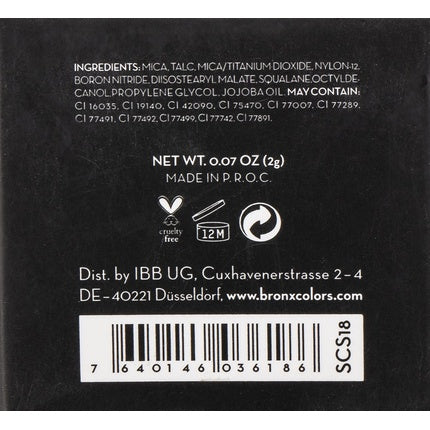 INGREDIENTS: MICA, TALC, MICA/TITANIUM DIOXIDE, NYLON-12,
BORON NITRIDE, DIISOSTEARYL MALATE, SQUALANE, OCTYLDE-
CANOL, PROPYLENE GLYCOL, JOJOBA OIL. MAY CONTAIN:
CI 16035, CI 19140, CI 42090, CI 75470, CI 77007, CI 77289,
CI 77491, CI 77492, CI 77499, CI 77742, CI 77891.
NET WT. 0.07 OZ (2g)
MADE IN P.R.O.C.
cruelty
free
12M
Dist. by IBB UG, Cuxhavenerstrasse 2–4
DE–40221 Düsseldorf, www.bronxcolors.com
7 640146 036186
SCS18